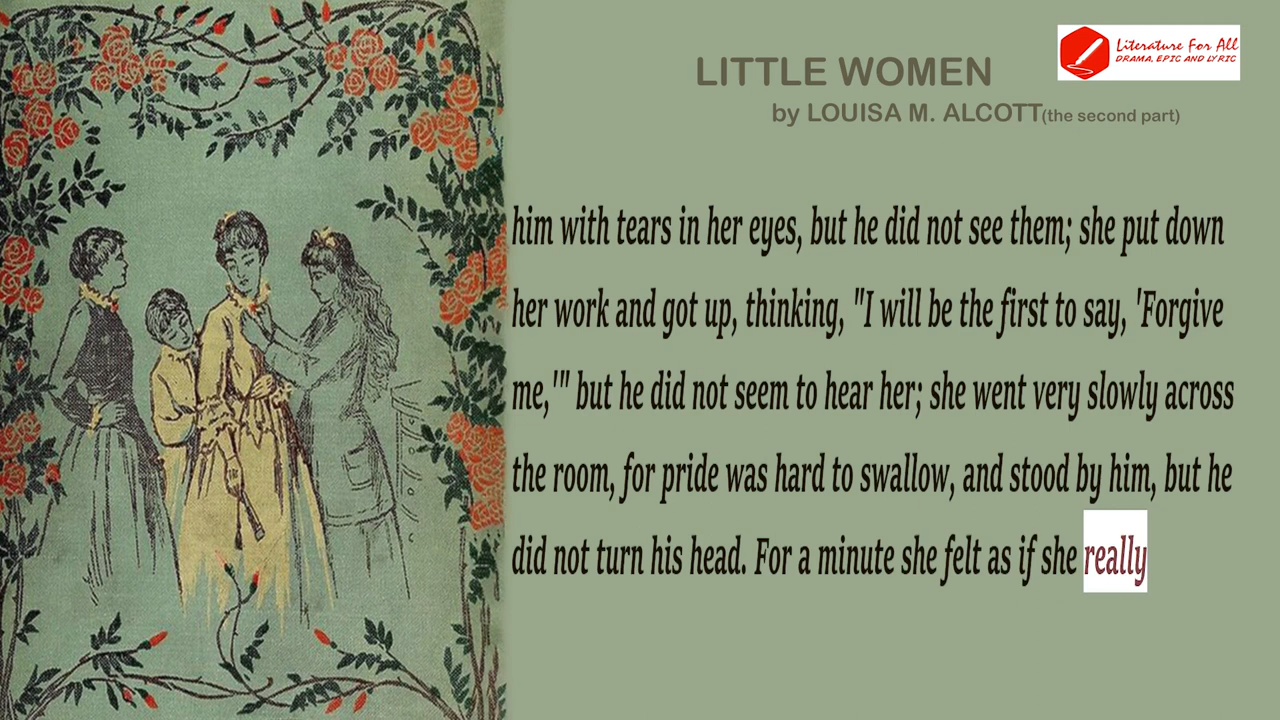 Literature For All
DRAMA, EPIC AND LYRIC
LITTLE WOMEN
by LOUISA M. ALCOTT(the second part)
him with tears in her eyes, but he did not see them; she put down
her work and got up, thinking, "I will be the first to say, 'Forgive
me,'" but he did not seem to hear her; she went very slowly across
the room, for pride was hard to swallow, and stood by him, but he
did not turn his head. For a minute she felt as if she really